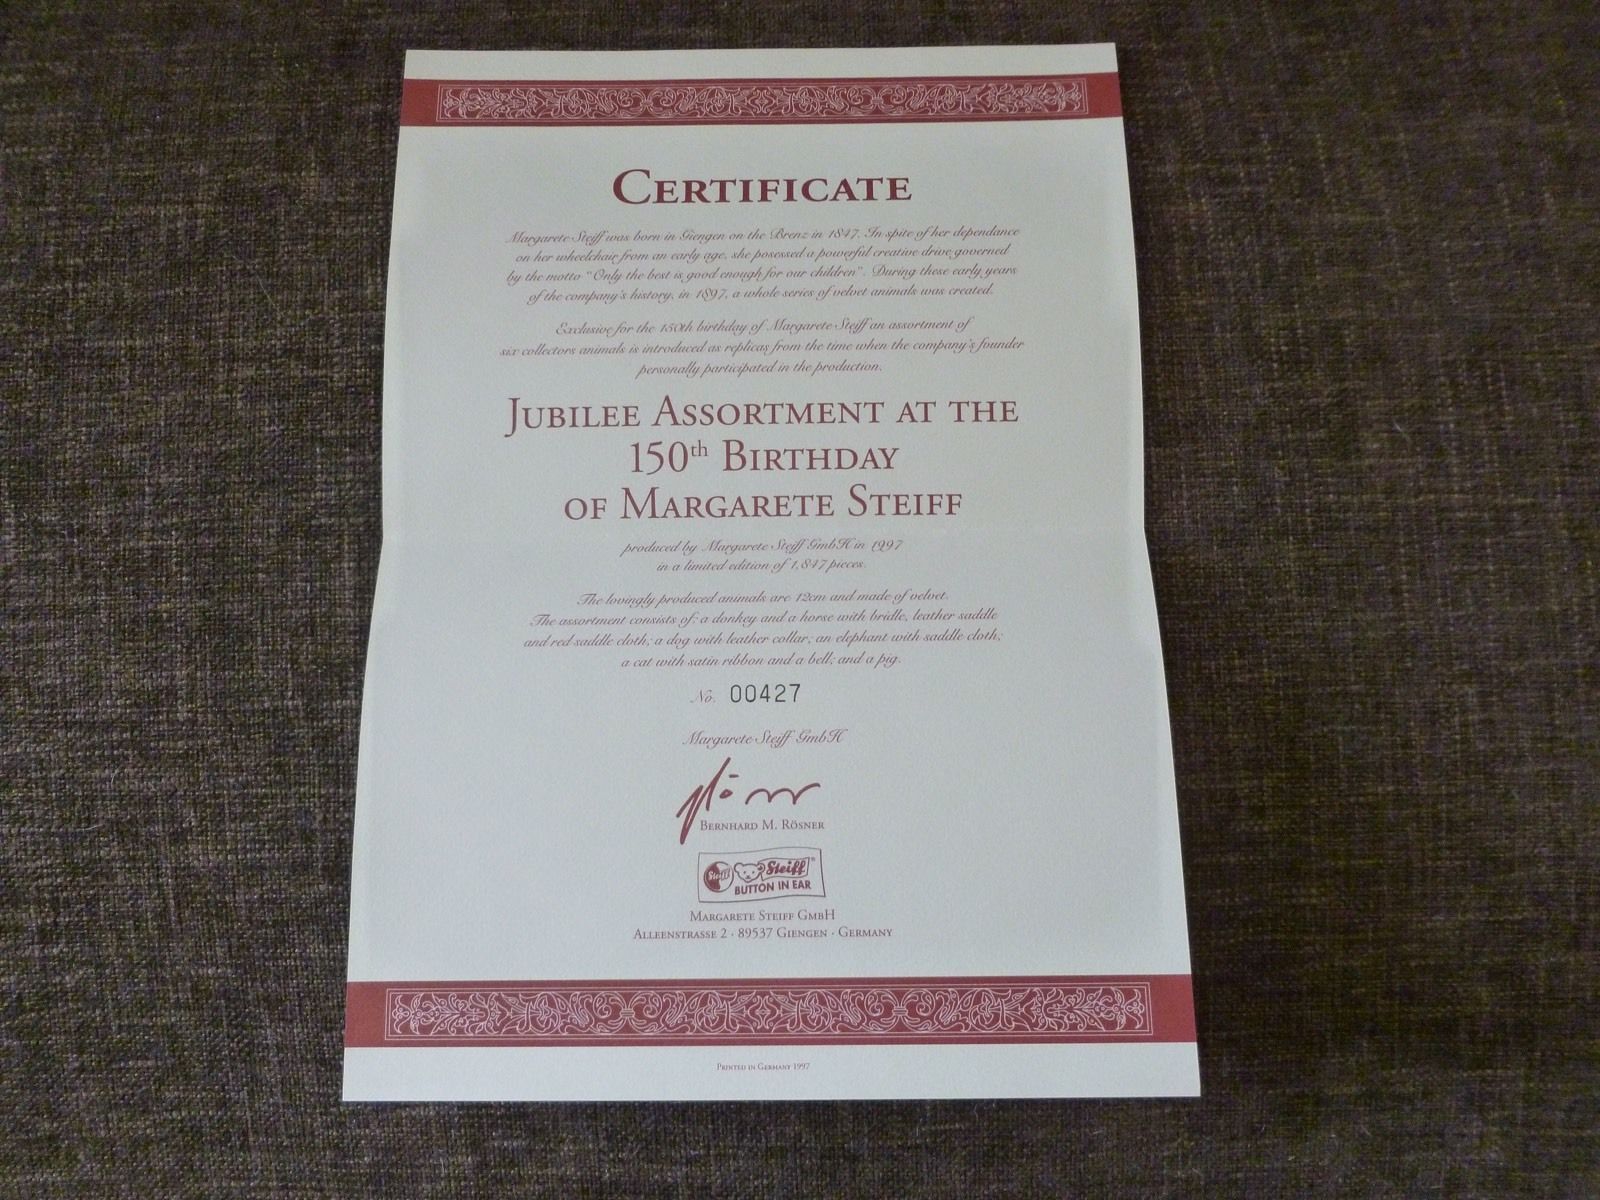 CERTIFICATE
Margarete Steiff was born in Giengen on the Brenz in 1847. In spite of her dependance
on her wheelchair from an early age, she posessed a powerful creative drive governed
by the motto "Only the best is good enough for our children". During these early years
of the company's history, in 1897, a whole series of velvet animals was created.
Exclusive for the 150th birthday of Margarete Steiff an assortment of
six collectors animals is introduced as replicas from the time when the company's founder
personally participated in the production.
JUBILEE ASSORTMENT AT THE
150th BIRTHDAY
OF MARGARETE STEIFF
produced by Margarete Steiff GmbH in 1997
in a limited edition of 1,847 pieces.
The lovingly produced animals are 12cm and made of velvet.
The assortment consists of: a donkey and a horse with bridle, leather saddle
and red saddle cloth; a dog with leather collar; an elephant with saddle cloth;
a cat with satin ribbon and a bell; and a pig.
No. 00427
Margarete Steiff GmbH
BERNHARD M. RÖSNER
Steiff Steiff®
BUTTON IN EAR
MARGARETE STEIFF GMBH
ALLEENSTRASSE 2 · 89537 GIENGEN · GERMANY
PRINTED IN GERMANY 1997